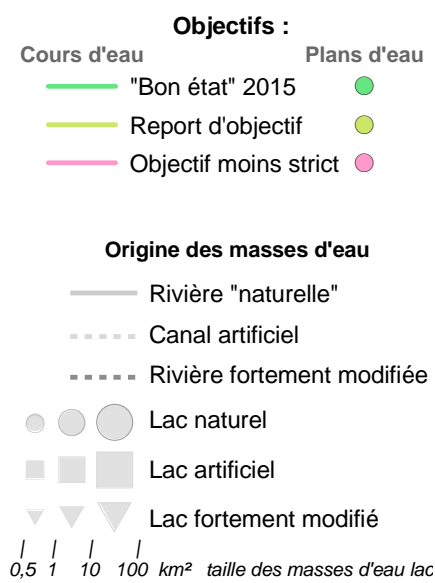 Objectifs :
Cours d'eau Plans d'eau
"Bon état" 2015
Report d'objectif
Objectif moins strict
Origine des masses d'eau
Rivière "naturelle"
Canal artificiel
Rivière fortement modifiée
Lac naturel
Lac artificiel
Lac fortement modifié
0,5 1 10 100 km² taille des masses d'eau lac